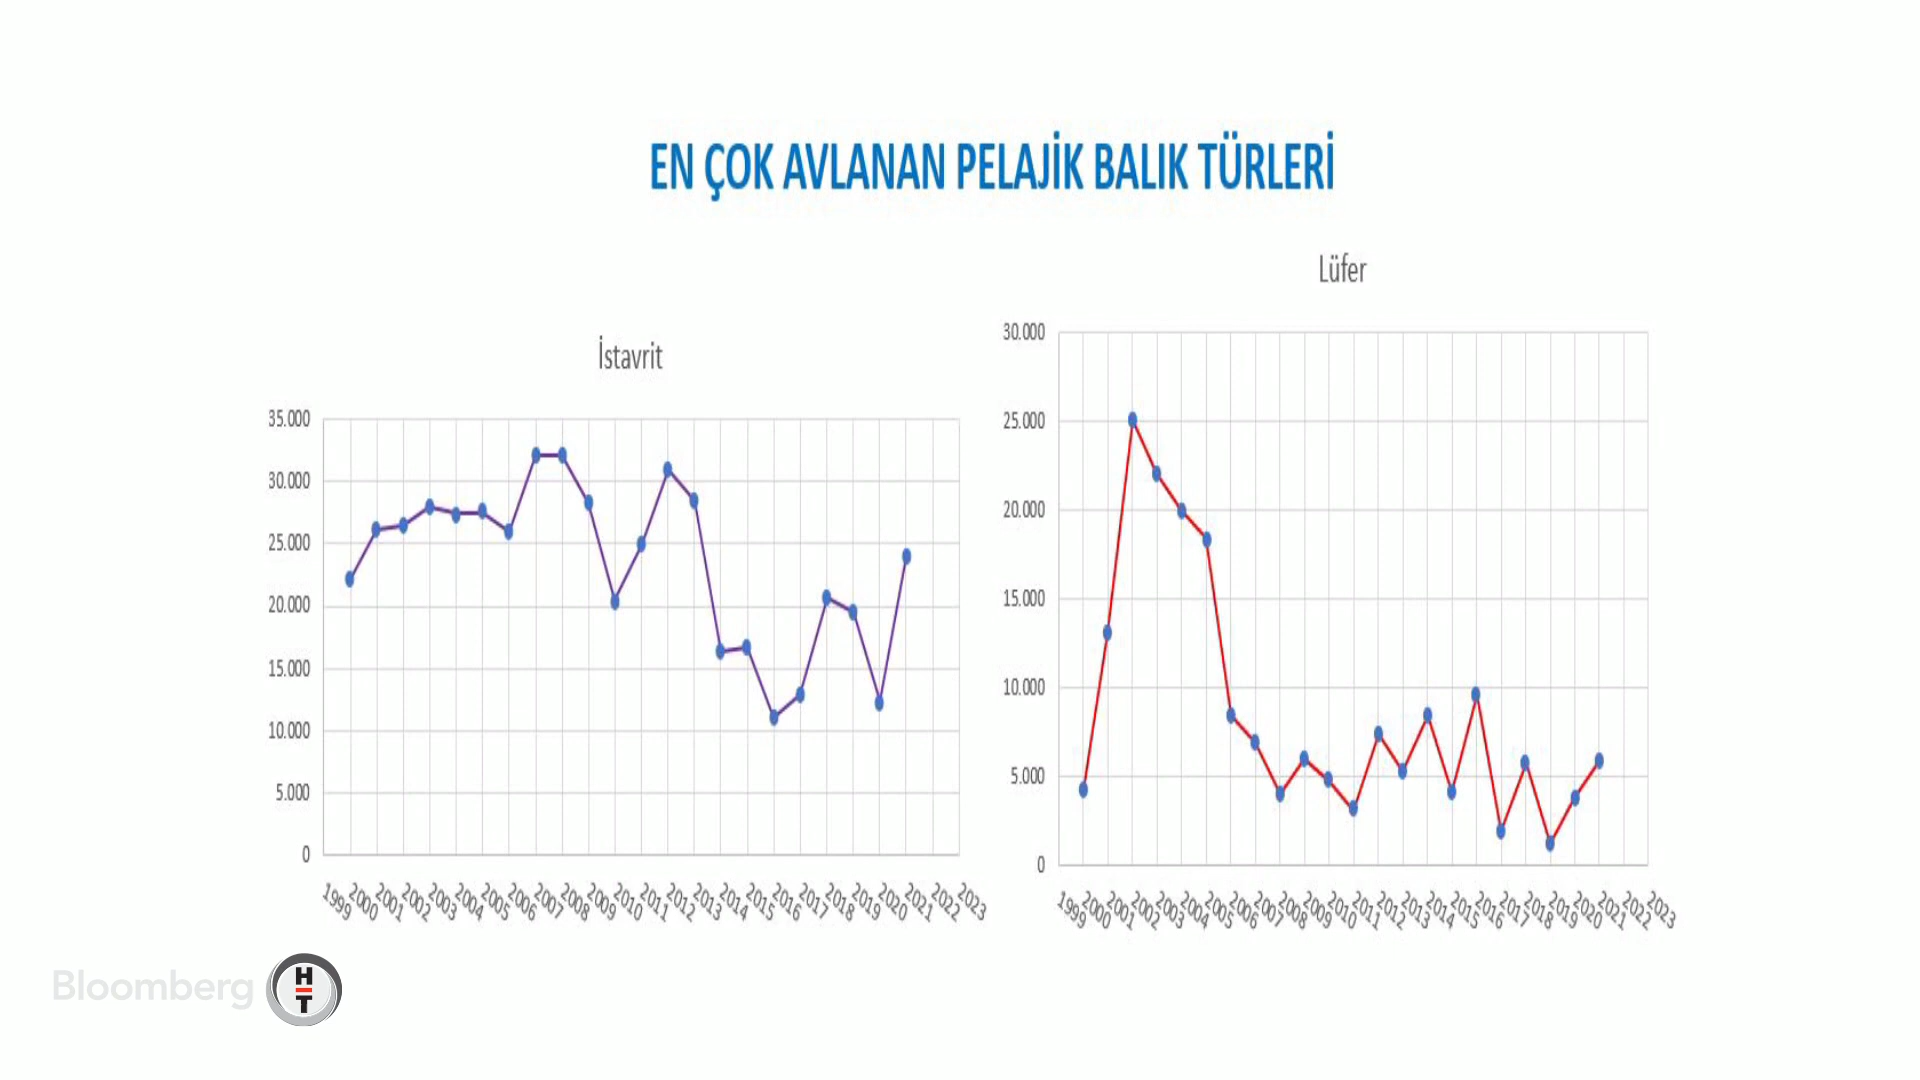 EN ÇOK AVLANAN PELAJİK BALIK TÜRLERİ
İstavrit
35.000
30.000
25.000
20.000
15.000
10.000
5.000
0
1999 2000 2001 2002 2003 2004 2005 2006 2007 2008 2009 2010 2011 2012 2013 2014 2015 2016 2017 2018 2019 2020 2021 2022 2023
Lüfer
30.000
25.000
20.000
15.000
10.000
5.000
0
1999 2000 2001 2002 2003 2004 2005 2006 2007 2008 2009 2010 2011 2012 2013 2014 2015 2016 2017 2018 2019 2020 2021 2022 2023
Bloomberg HT